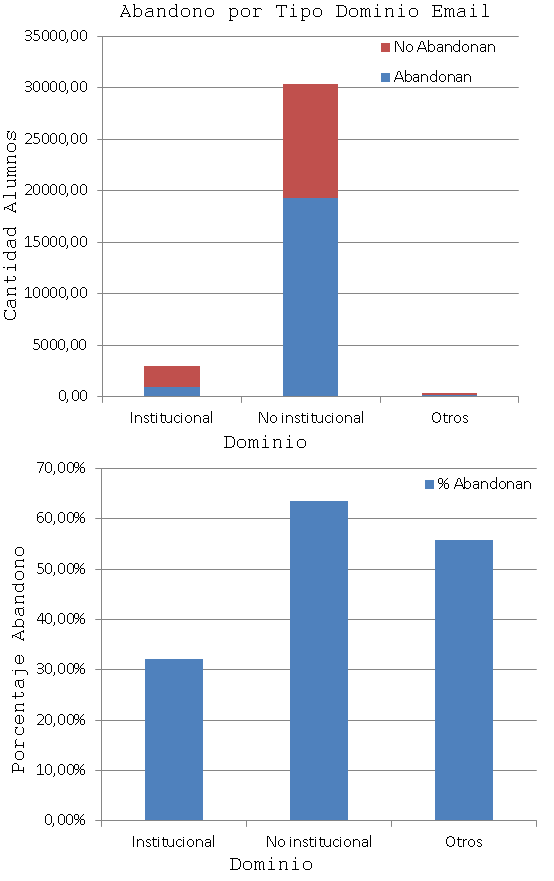 Abandono por Tipo Dominio Email
35000,00
30000,00
25000,00
20000,00
15000,00
10000,00
5000,00
0,00
Cantidad Alumnos
No Abandonan
Abandonan
Institucional
No institucional
Otros
Dominio
70,00%
60,00%
50,00%
40,00%
30,00%
20,00%
10,00%
0,00%
Porcentaje Abandono
% Abandonan
Institucional
No institucional
Otros
Dominio